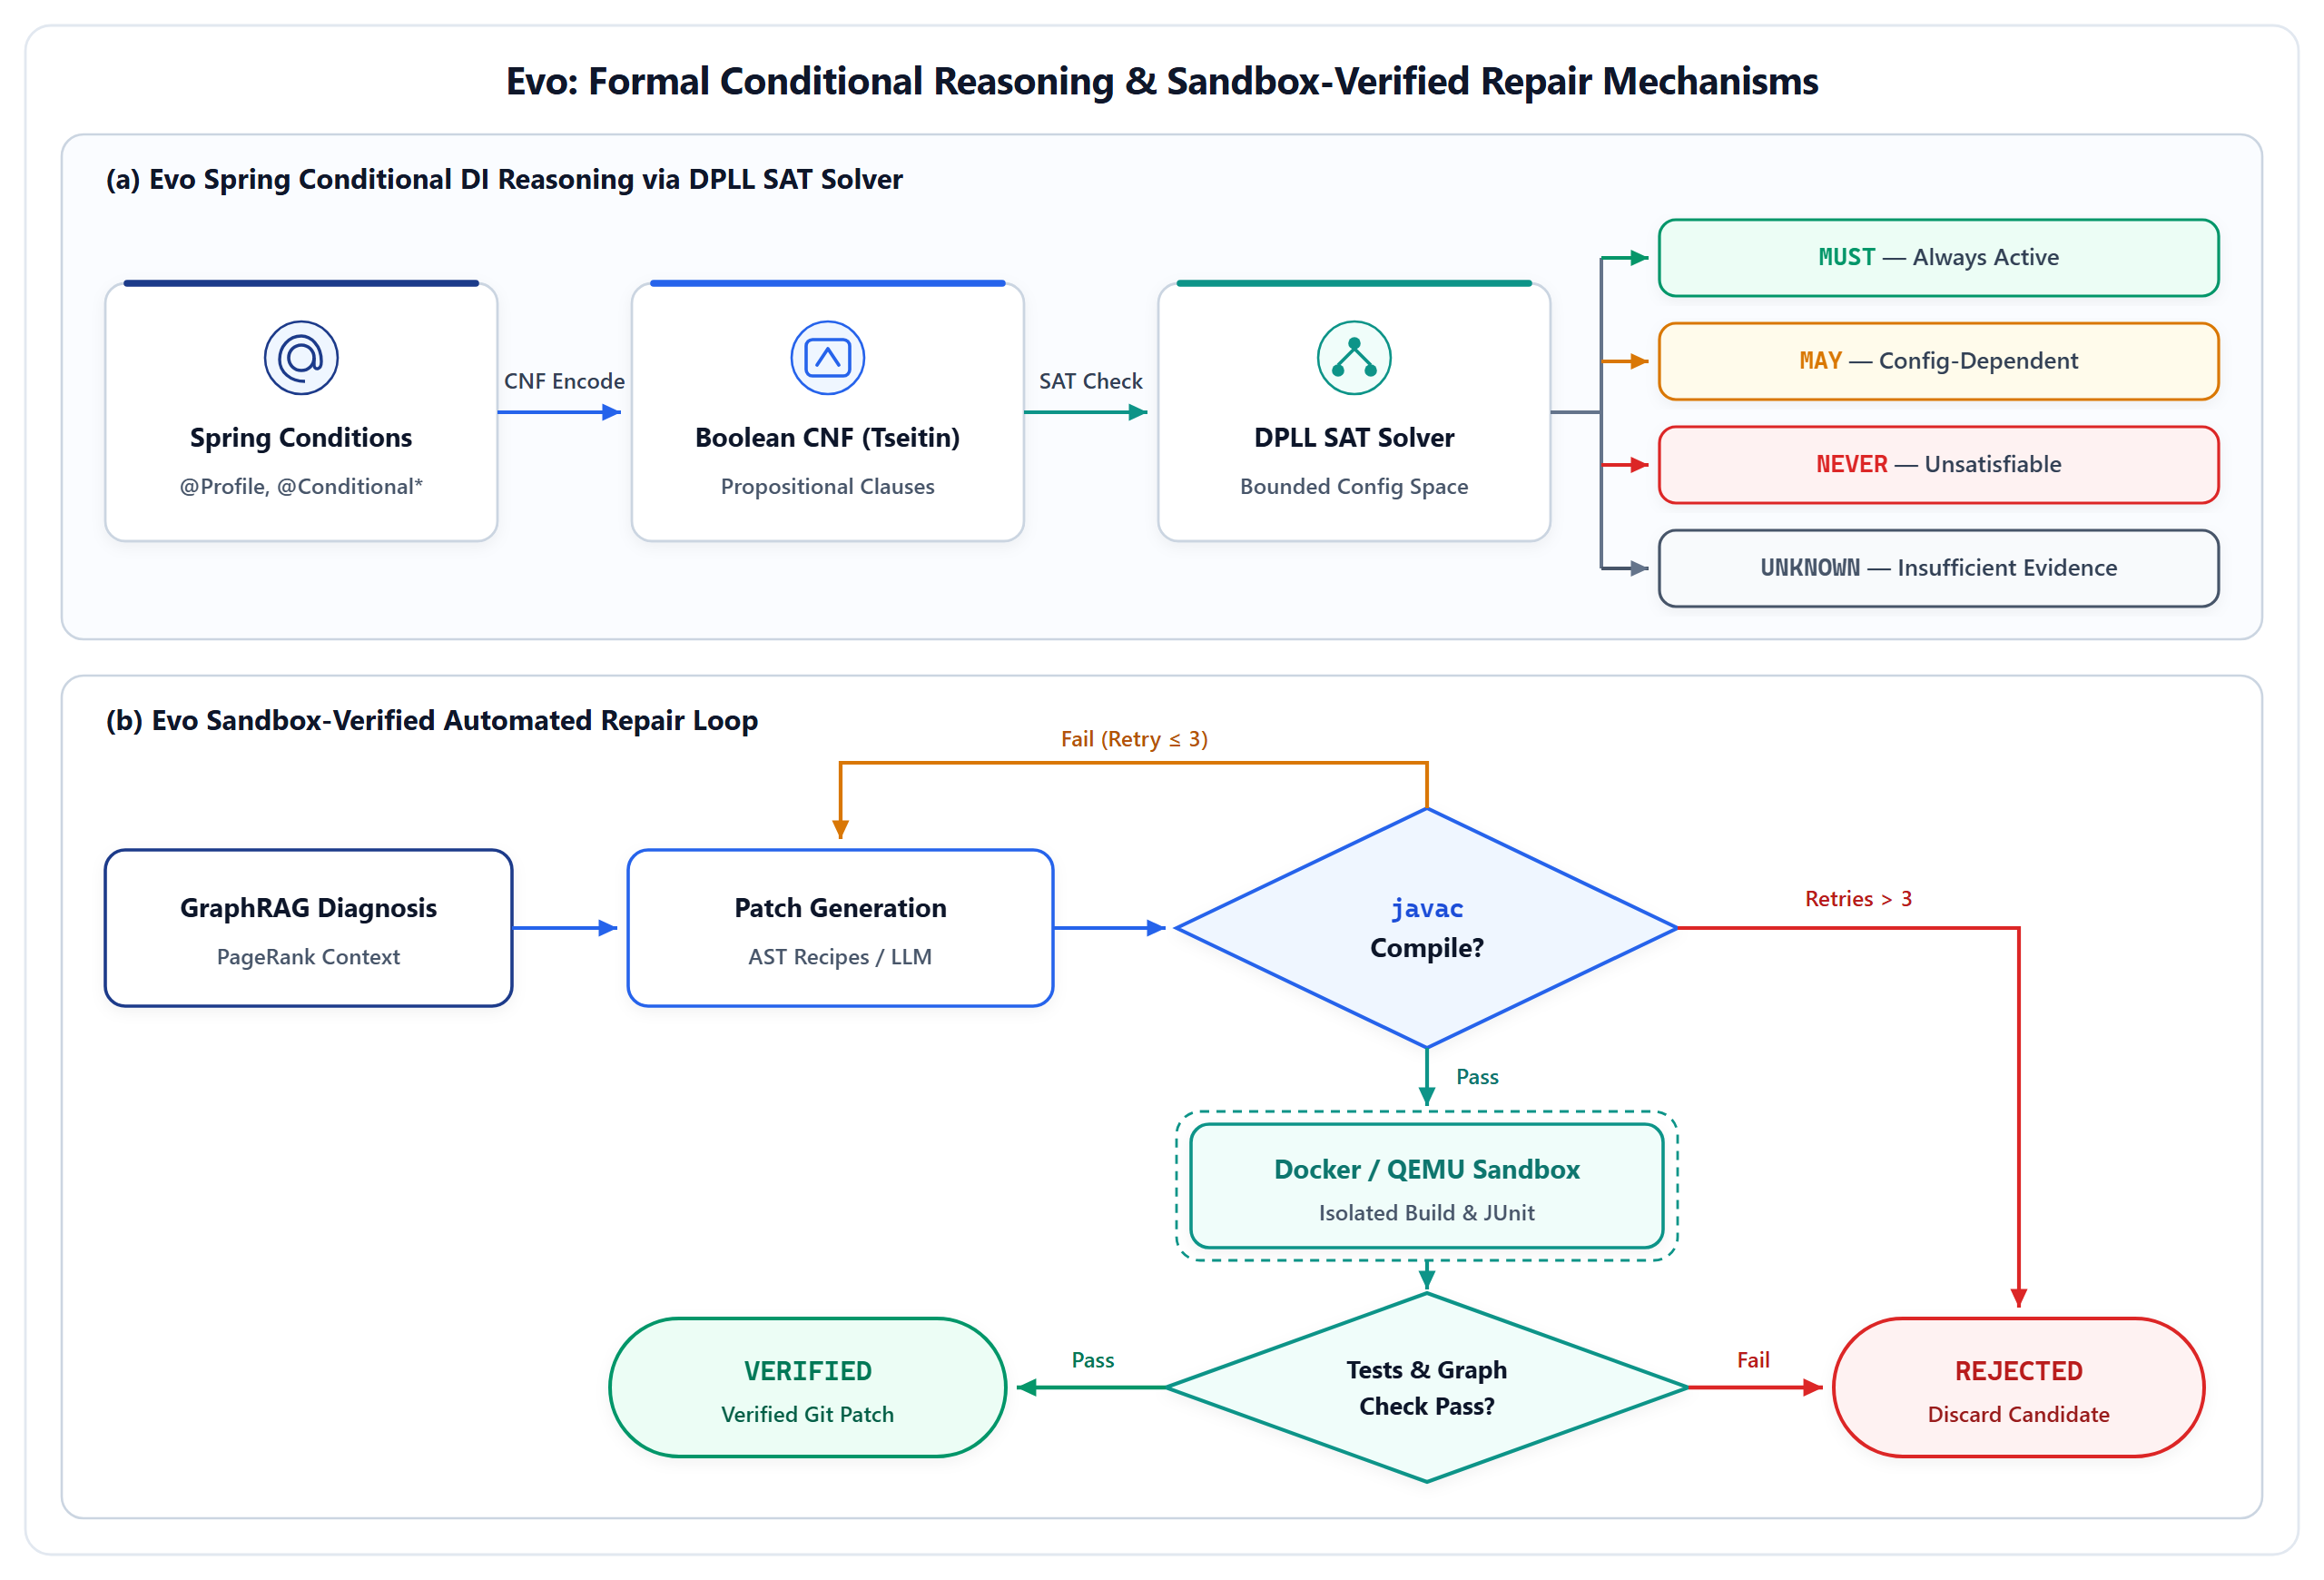 Evo: Formal Conditional Reasoning & Sandbox-Verified Repair Mechanisms
(a) Evo Spring Conditional DI Reasoning via DPLL SAT Solver
Spring Conditions
@Profile, @Conditional*
CNF Encode
Boolean CNF (Tseitin)
Propositional Clauses
SAT Check
DPLL SAT Solver
Bounded Config Space
MUST — Always Active
MAY — Config-Dependent
NEVER — Unsatisfiable
UNKNOWN — Insufficient Evidence
(b) Evo Sandbox-Verified Automated Repair Loop
Fail (Retry ≤ 3)
GraphRAG Diagnosis
PageRank Context
Patch Generation
AST Recipes / LLM
javac
Compile?
Retries > 3
Pass
Docker / QEMU Sandbox
Isolated Build & JUnit
VERIFIED
Verified Git Patch
Pass
Tests & Graph
Check Pass?
Fail
REJECTED
Discard Candidate